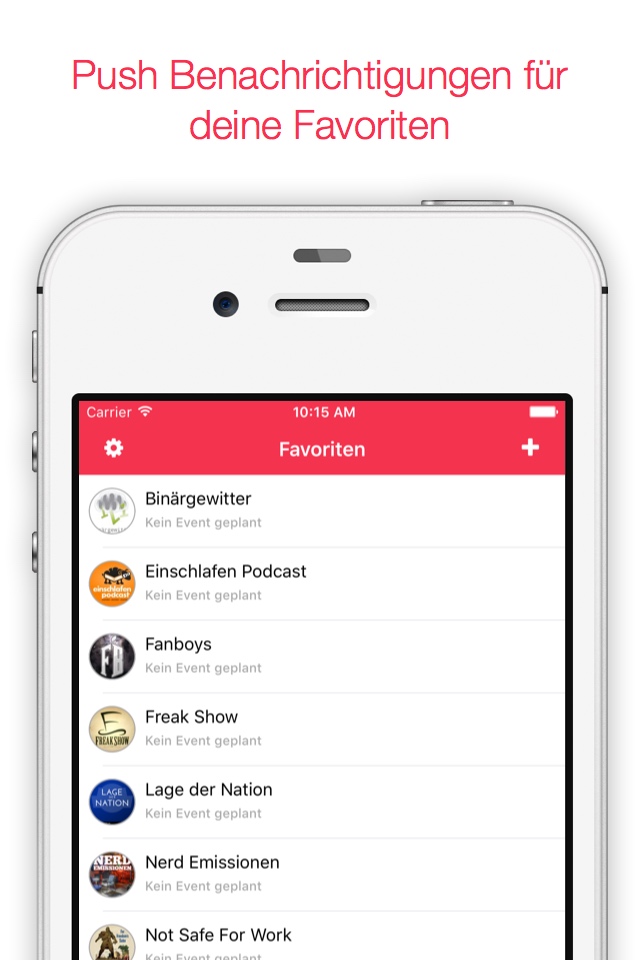 Push Benachrichtigungen für
deine Favoriten
Carrier 10:15 AM
Favoriten
Binärgewitter
Kein Event geplant
einschlafen
podcast
Einschlafen Podcast
Kein Event geplant
FB
Fanboys
Kein Event geplant
FREAK SHOW
Freak Show
Kein Event geplant
LAGE
NATION
Lage der Nation
Kein Event geplant
NERD
EMISSIONEN
Nerd Emissionen
Kein Event geplant
Not Safe For Work
Kein Event geplant